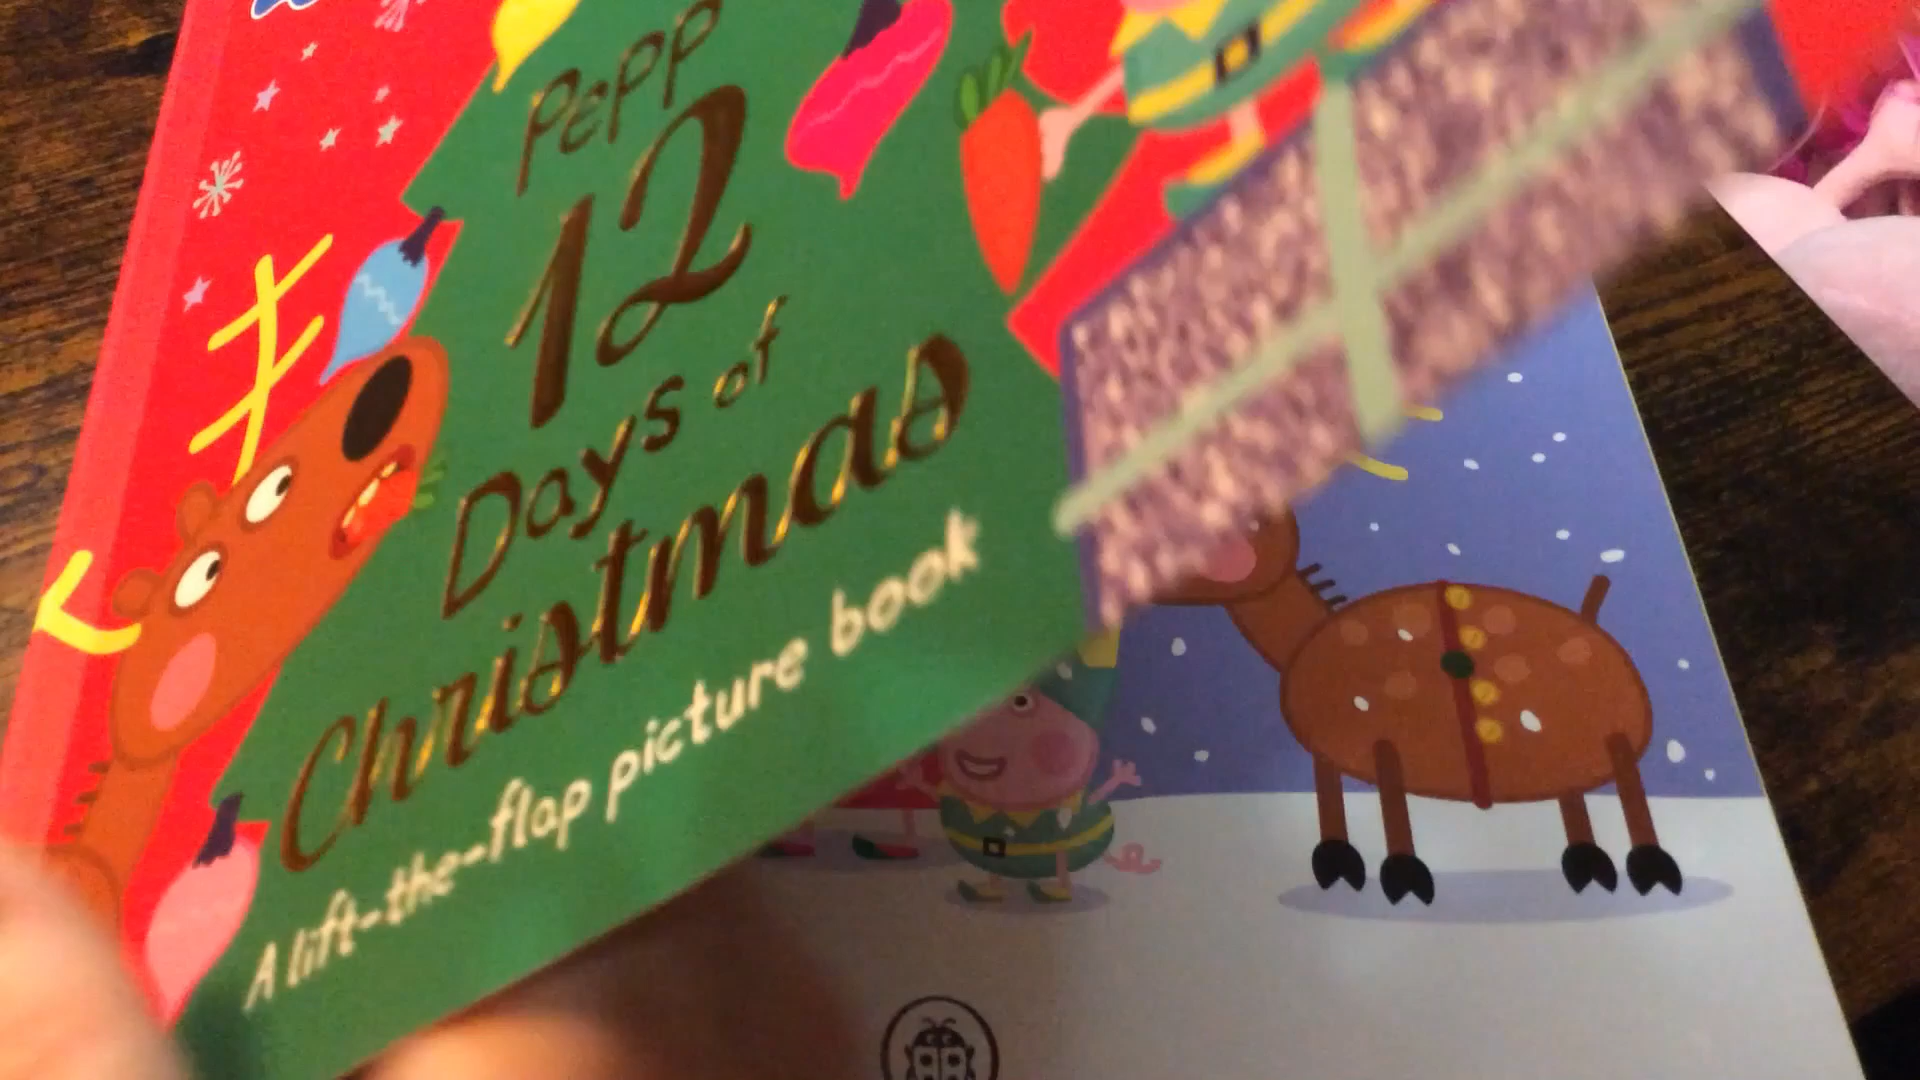 Pepp
12
Days of
Christmas
A lift-the-flap picture book